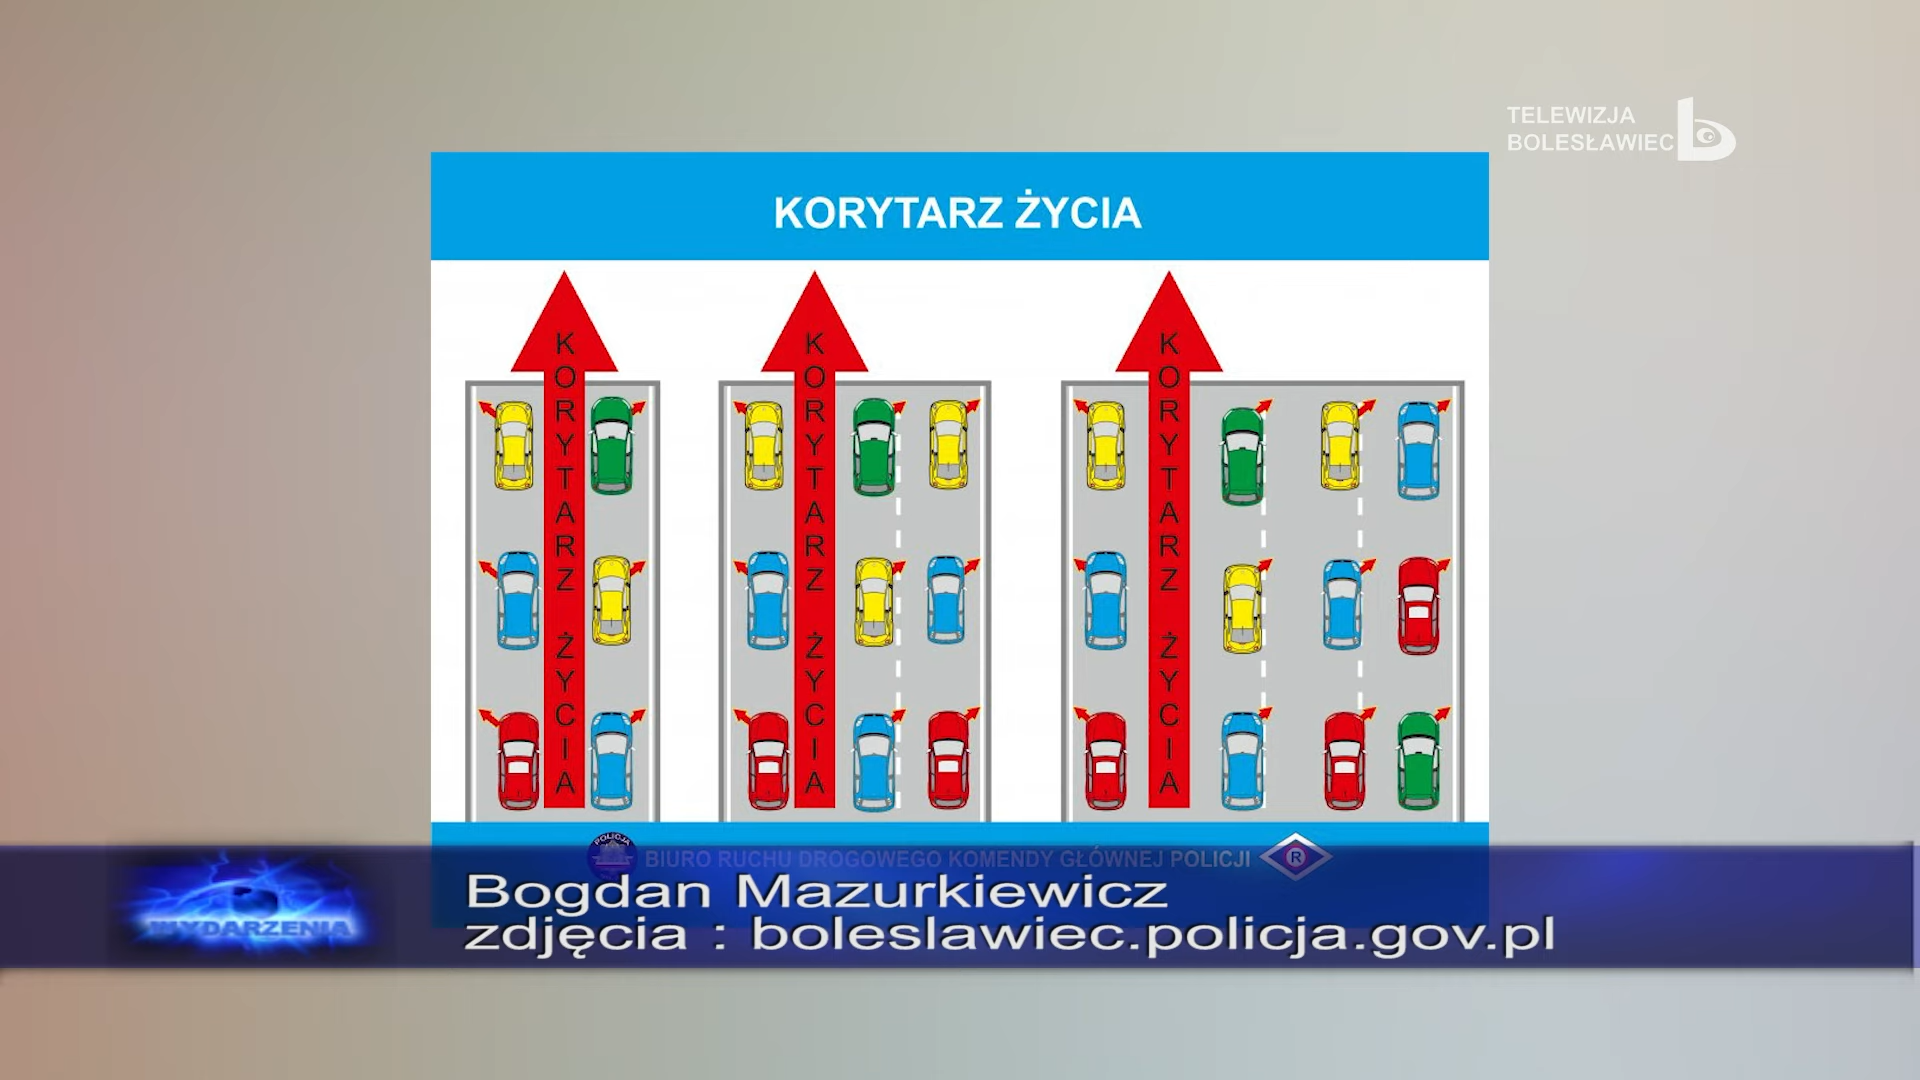 TELEWIZJA
BOLESŁAWIEC
KORYTARZ ŻYCIA
KORYTARZ ŻYCIA
KORYTARZ ŻYCIA
KORYTARZ ŻYCIA
POLICJA
BIURO RUCHU DROGOWEGO KOMENDY GŁÓWNEJ POLICJI
R
WYDARZENIA
Bogdan Mazurkiewicz
zdjęcia : boleslawiec.policja.gov.pl